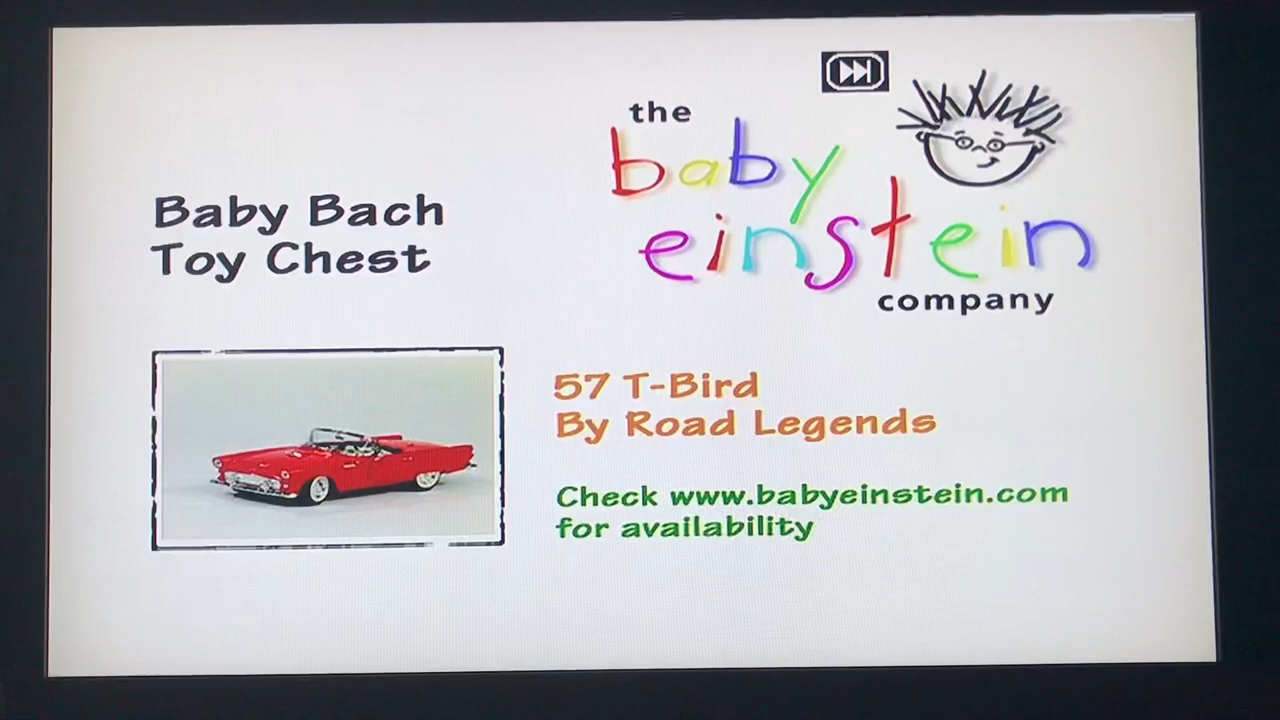 the
baby
einstein
company
Baby Bach
Toy Chest
57 T-Bird
By Road Legends
Check www.babyeinstein.com
for availability